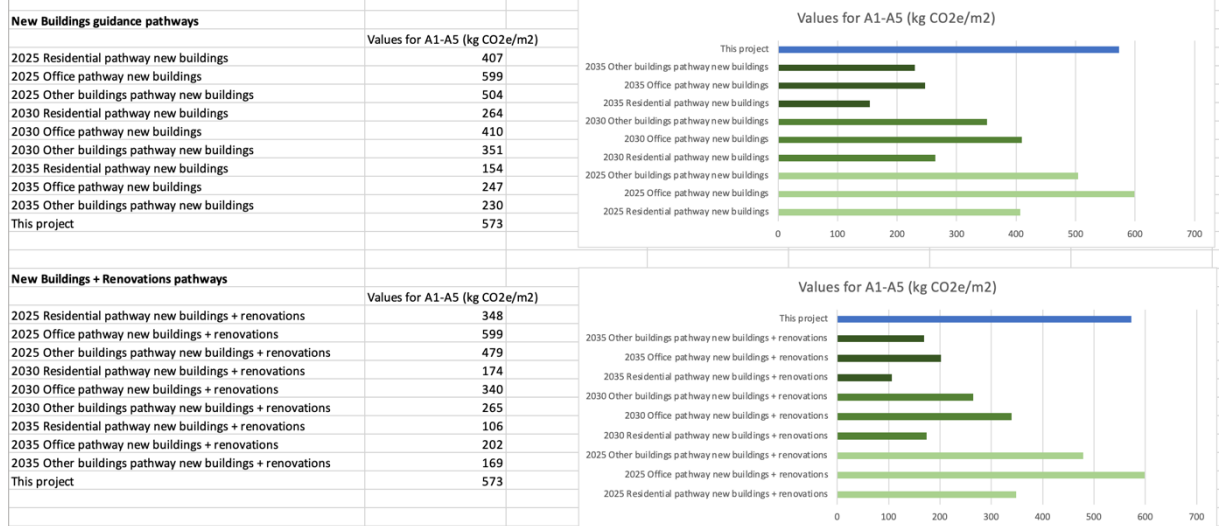 New Buildings guidance pathways
Values for A1-A5 (kg CO2e/m2)
2025 Residential pathway new buildings 407
2025 Office pathway new buildings 599
2025 Other buildings pathway new buildings 504
2030 Residential pathway new buildings 264
2030 Office pathway new buildings 410
2030 Other buildings pathway new buildings 351
2035 Residential pathway new buildings 154
2035 Office pathway new buildings 247
2035 Other buildings pathway new buildings 230
This project 573
Values for A1-A5 (kg CO2e/m2)
This project
2035 Other buildings pathway new buildings
2035 Office pathway new buildings
2035 Residential pathway new buildings
2030 Other buildings pathway new buildings
2030 Office pathway new buildings
2030 Residential pathway new buildings
2025 Other buildings pathway new buildings
2025 Office pathway new buildings
2025 Residential pathway new buildings
0 100 200 300 400 500 600 700
New Buildings + Renovations pathways
Values for A1-A5 (kg CO2e/m2)
2025 Residential pathway new buildings + renovations 348
2025 Office pathway new buildings + renovations 599
2025 Other buildings pathway new buildings + renovations 479
2030 Residential pathway new buildings + renovations 174
2030 Office pathway new buildings + renovations 340
2030 Other buildings pathway new buildings + renovations 265
2035 Residential pathway new buildings + renovations 106
2035 Office pathway new buildings + renovations 202
2035 Other buildings pathway new buildings + renovations 169
This project 573
Values for A1-A5 (kg CO2e/m2)
This project
2035 Other buildings pathway new buildings + renovations
2035 Office pathway new buildings + renovations
2035 Residential pathway new buildings + renovations
2030 Other buildings pathway new buildings + renovations
2030 Office pathway new buildings + renovations
2030 Residential pathway new buildings + renovations
2025 Other buildings pathway new buildings + renovations
2025 Office pathway new buildings + renovations
2025 Residential pathway new buildings + renovations
0 100 200 300 400 500 600 700